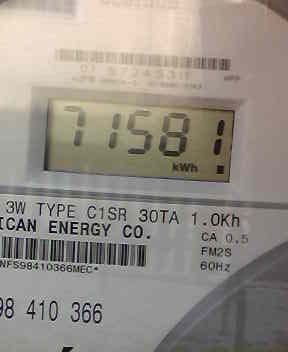 71581
kWh
3W TYPE C1SR 30TA 1.0Kh
ICAN ENERGY CO.
CA 0.5
FM2S
60Hz
NFS98410366MEC*
98 410 366